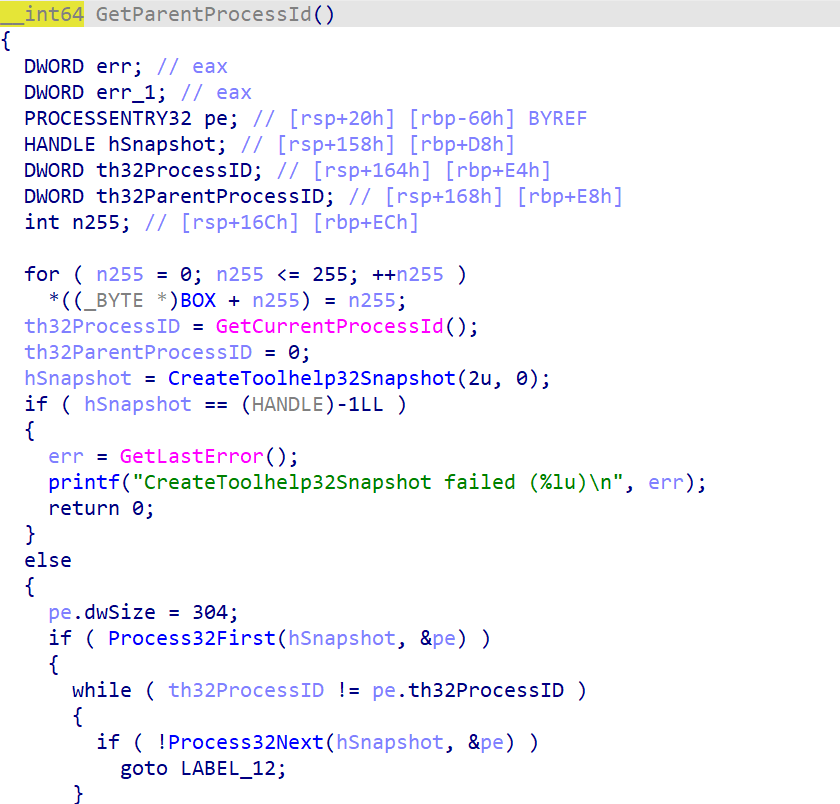 __int64 GetParentProcessId()
{
  DWORD err; // eax
  DWORD err_1; // eax
  PROCESSENTRY32 pe; // [rsp+20h] [rbp-60h] BYREF
  HANDLE hSnapshot; // [rsp+158h] [rbp+D8h]
  DWORD th32ProcessID; // [rsp+164h] [rbp+E4h]
  DWORD th32ParentProcessID; // [rsp+168h] [rbp+E8h]
  int n255; // [rsp+16Ch] [rbp+ECh]

  for ( n255 = 0; n255 <= 255; ++n255 )
    *((_BYTE *)BOX + n255) = n255;
  th32ProcessID = GetCurrentProcessId();
  th32ParentProcessID = 0;
  hSnapshot = CreateToolhelp32Snapshot(2u, 0);
  if ( hSnapshot == (HANDLE)-1LL )
  {
    err = GetLastError();
    printf("CreateToolhelp32Snapshot failed (%lu)\n", err);
    return 0;
  }
  else
  {
    pe.dwSize = 304;
    if ( Process32First(hSnapshot, &pe) )
    {
      while ( th32ProcessID != pe.th32ProcessID )
      {
        if ( !Process32Next(hSnapshot, &pe) )
          goto LABEL_12;
      }